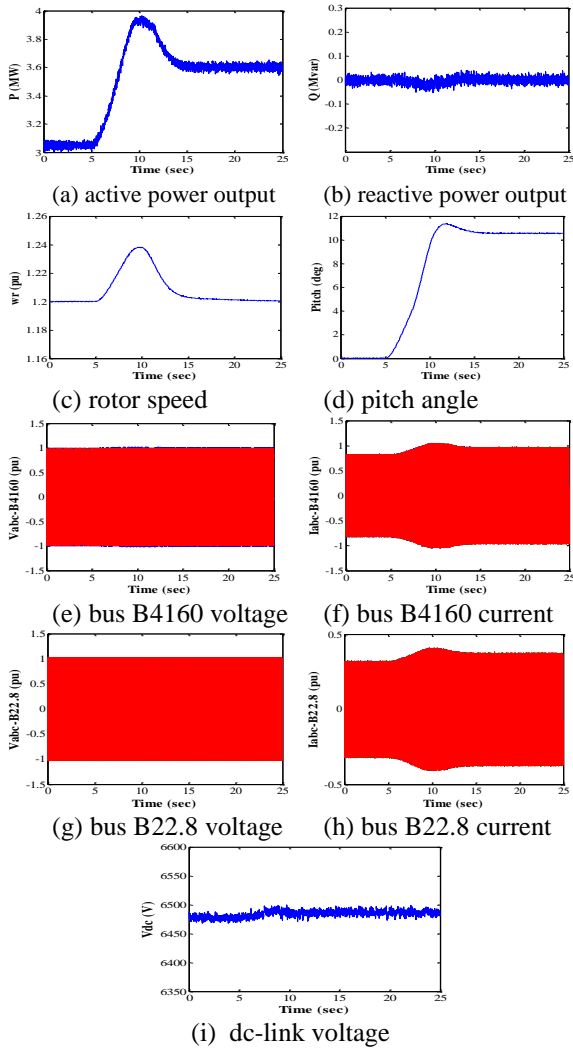 4
3.8
3.6
3.4
3.2
3
P (MW)
0 5 10 15 20 25
Time (sec)
(a) active power output
0.3
0.2
0.1
0
-0.1
-0.2
Q (Mvar)
0 5 10 15 20 25
Time (sec)
(b) reactive power output
1.26
1.24
1.22
1.2
1.18
1.16
wr (pu)
0 5 10 15 20 25
Time (sec)
(c) rotor speed
12
10
8
6
4
2
0
Pitch (deg)
0 5 10 15 20 25
Time (sec)
(d) pitch angle
1.5
1
0.5
0
-0.5
-1
-1.5
Vabc-B4160 (pu)
0 5 10 15 20 25
Time (sec)
(e) bus B4160 voltage
1.5
1
0.5
0
-0.5
-1
-1.5
Iabc-B4160 (pu)
0 5 10 15 20 25
Time (sec)
(f) bus B4160 current
1.5
1
0.5
0
-0.5
-1
-1.5
Vabc-B22.8 (pu)
0 5 10 15 20 25
Time (sec)
(g) bus B22.8 voltage
0.5
0
-0.5
Iabc-B22.8 (pu)
0 5 10 15 20 25
Time (sec)
(h) bus B22.8 current
6600
6550
6500
6450
6400
6350
Vdc (V)
0 5 10 15 20 25
Time (sec)
(i) dc-link voltage